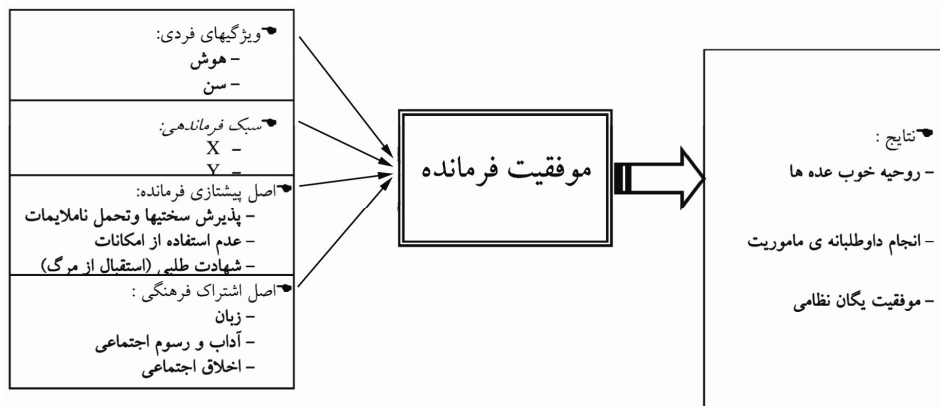 ویژگیهای فردی:
– هوش
– سن
سبک فرماندهی:
– X
– Y
اصل پیشتازی فرمانده:
– پذیرش سختیها وتحمل ناملایمات
– عدم استفاده از امکانات
– شهادت طلبی (استقبال از مرگ)
اصل اشتراک فرهنگی :
– زبان
– آداب و رسوم اجتماعی
– اخلاق اجتماعی
موفقیت فرمانده
نتایج :
– روحیه خوب عده ها
– انجام داوطلبانه ی ماموریت
– موفقیت یگان نظامی